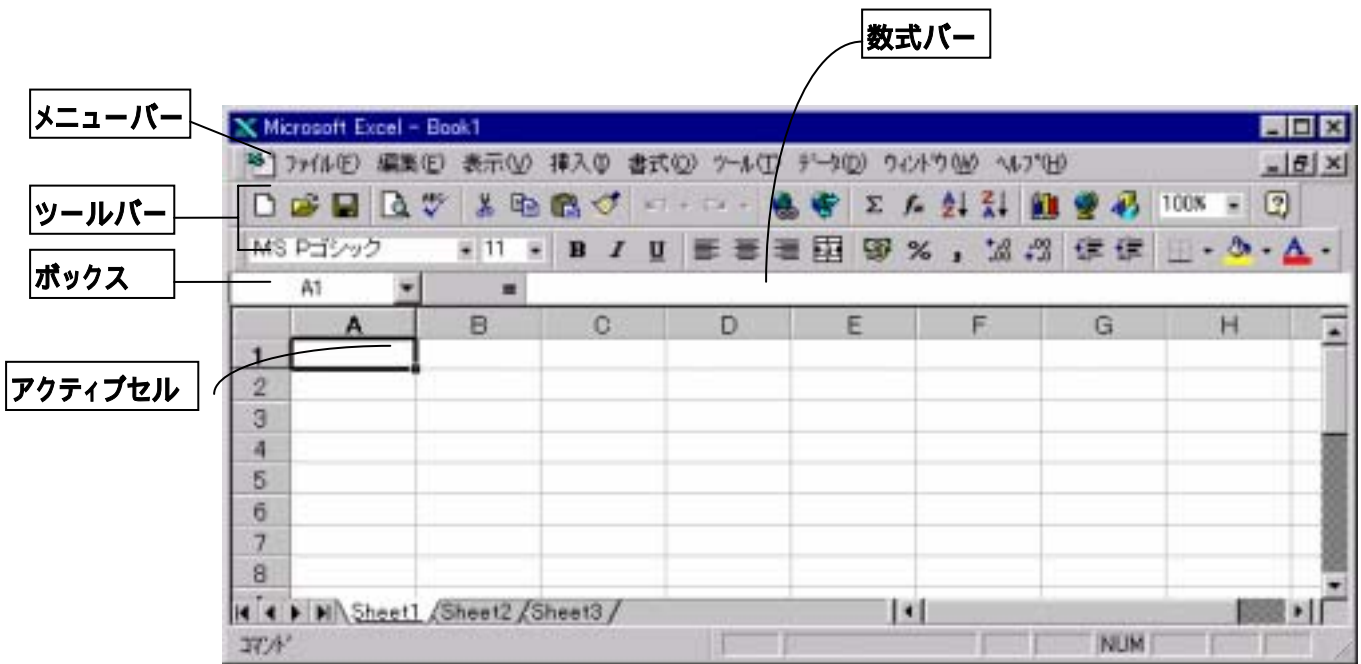 数式バー
メニューバー
Microsoft Excel - Book1
ファイル(F) 編集(E) 表示(V) 挿入(I) 書式(O) ツール(T) データ(D) ウィンドウ(W) ヘルプ(H)
ツールバー
100%
MS Pゴシック 11 B I U % ,
ボックス
A1 =
A B C D E F G H
1
アクティブセル
2
3
4
5
6
7
8
Sheet1 Sheet2 Sheet3
コマンド NUM